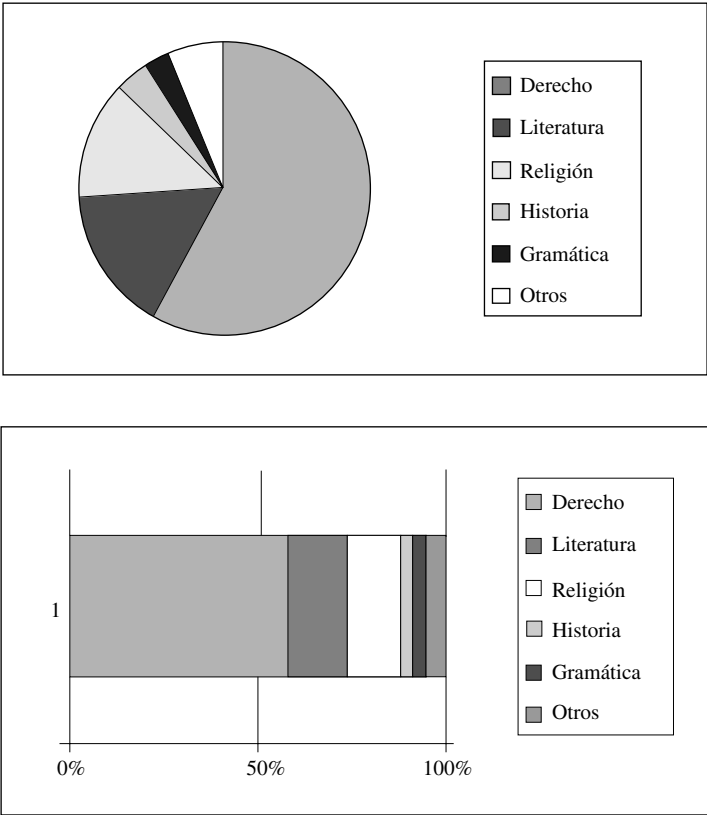 Derecho
Literatura
Religión
Historia
Gramática
Otros
Derecho
Literatura
Religión
Historia
Gramática
Otros
1
0%
50%
100%